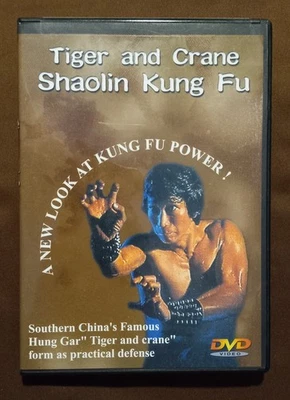 Tiger and Crane
Shaolin Kung Fu
A NEW LOOK AT KUNG FU POWER !
Southern China's Famous
Hung Gar" Tiger and crane"
form as practical defense
DVD
VIDEO